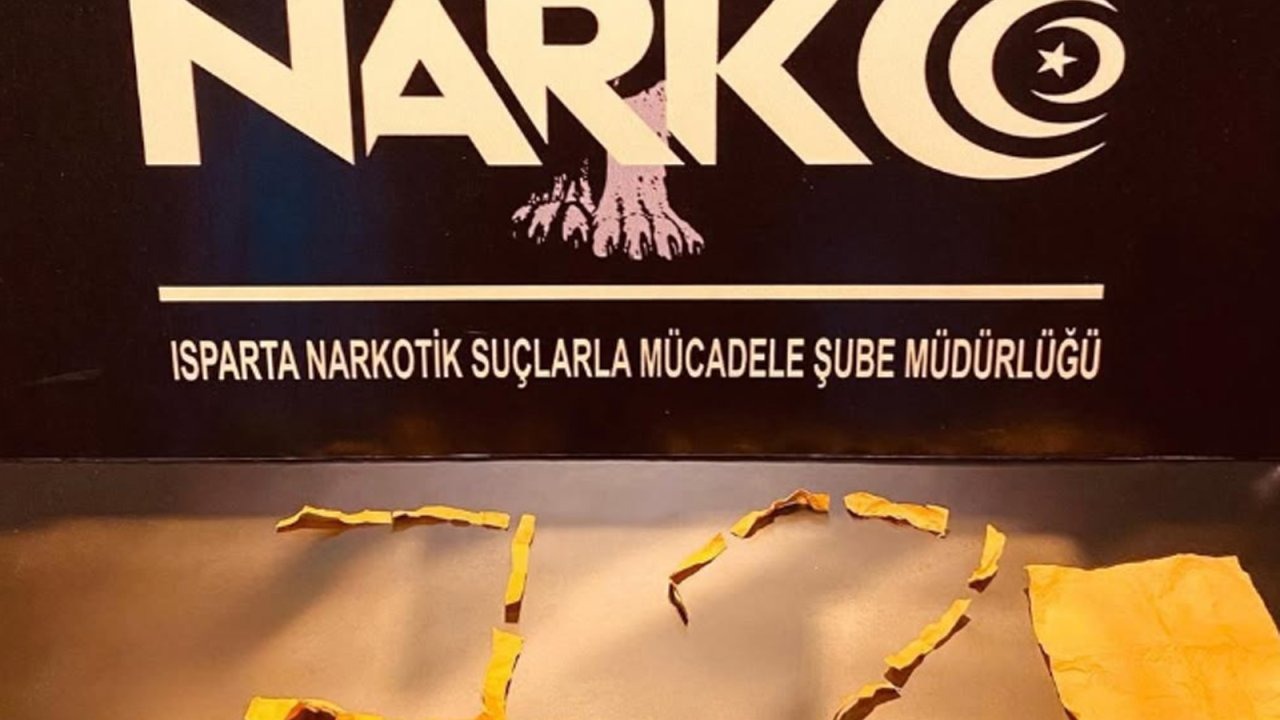 NARKO
ISPARTA NARKOTİK SUÇLARLA MÜCADELE ŞUBE MÜDÜRLÜĞÜ